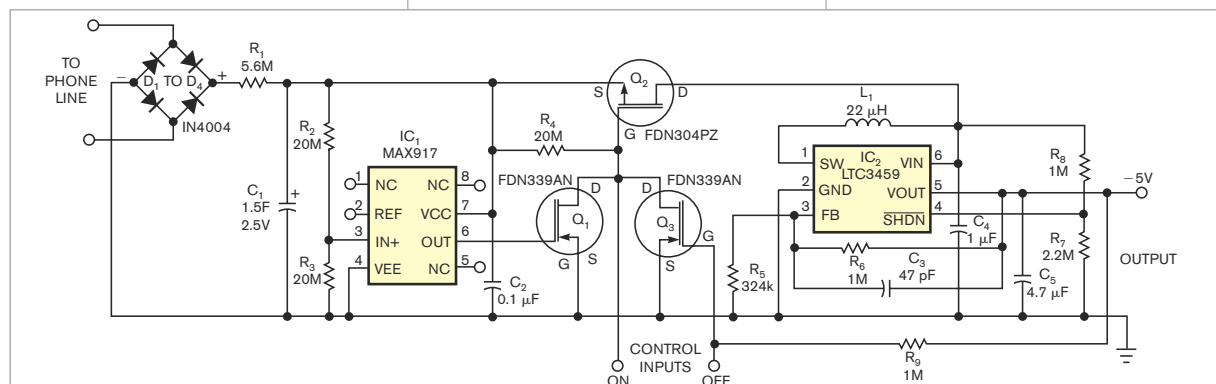 TO
PHONE
LINE
−
D1 TO D4
+
IN4004
R1
5.6M
C1
1.5F
2.5V
+
R2
20M
R3
20M
IC1
MAX917
1 NC NC 8
2 REF VCC 7
3 IN+ OUT 6
4 VEE NC 5
C2
0.1 µF
R4
20M
S Q2 D
G
FDN304PZ
FDN339AN
D
Q1
G S
FDN339AN
D
Q3
G
S
CONTROL
INPUTS
ON
OFF
L1
22 µH
IC2
LTC3459
1 SW VIN 6
2 GND VOUT 5
3 FB SHDN 4
R5
324k
R6
1M
C3
47 pF
C4
1 µF
C5
4.7 µF
R8
1M
R7
2.2M
−5V
OUTPUT
R9
1M